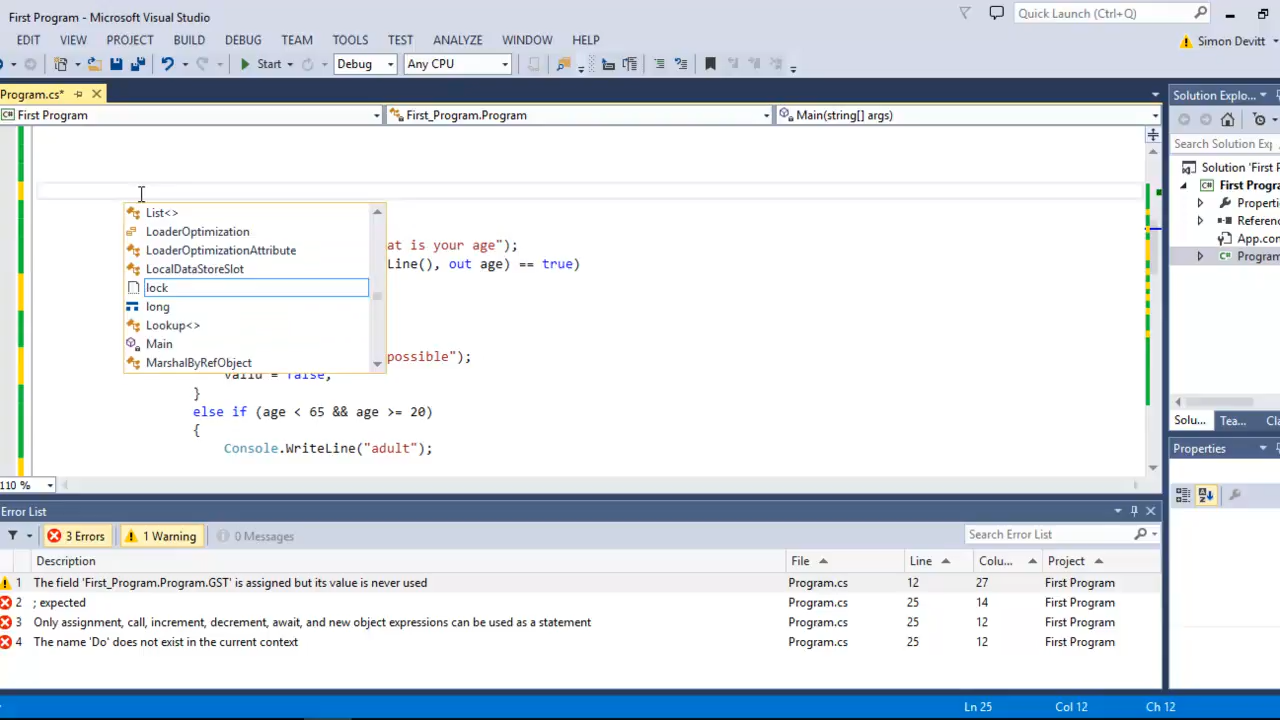 First Program - Microsoft Visual Studio
Quick Launch (Ctrl+Q)
EDIT VIEW PROJECT BUILD DEBUG TEAM TOOLS TEST ANALYZE WINDOW HELP
Simon Devitt
Start Debug Any CPU
Program.cs*
First Program First_Program.Program Main(string[] args)
List<>
LoaderOptimization
LoaderOptimizationAttribute
LocalDataStoreSlot
lock
long
Lookup<>
Main
MarshalByRefObject
at is your age");
Line(), out age) == true)
possible");
}
else if (age < 65 && age >= 20)
{
Console.WriteLine("adult");
110 %
Solution Explo...
Search Solution Exp
Solution 'First P
First Progra
Properti
Referenc
App.con
Program
Solu... Tea... Cla
Properties
Error List
3 Errors 1 Warning 0 Messages
Search Error List
Description File Line Colu... Project
1 The field 'First_Program.Program.GST' is assigned but its value is never used Program.cs 12 27 First Program
2 ; expected Program.cs 25 14 First Program
3 Only assignment, call, increment, decrement, await, and new object expressions can be used as a statement Program.cs 25 12 First Program
4 The name 'Do' does not exist in the current context Program.cs 25 12 First Program
Ln 25 Col 12 Ch 12